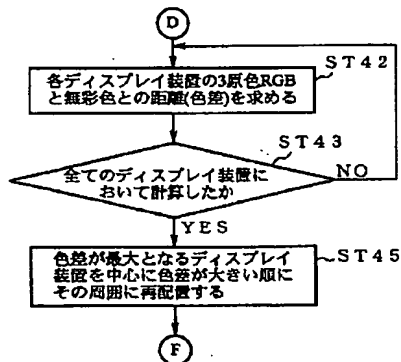 D
ST42
各ディスプレイ装置の3原色RGB
と無彩色との距離(色差)を求める
ST43
全てのディスプレイ装置に
おいて計算したか
NO
YES
ST45
色差が最大となるディスプレイ
装置を中心に色差が大きい順に
その周囲に再配置する
F